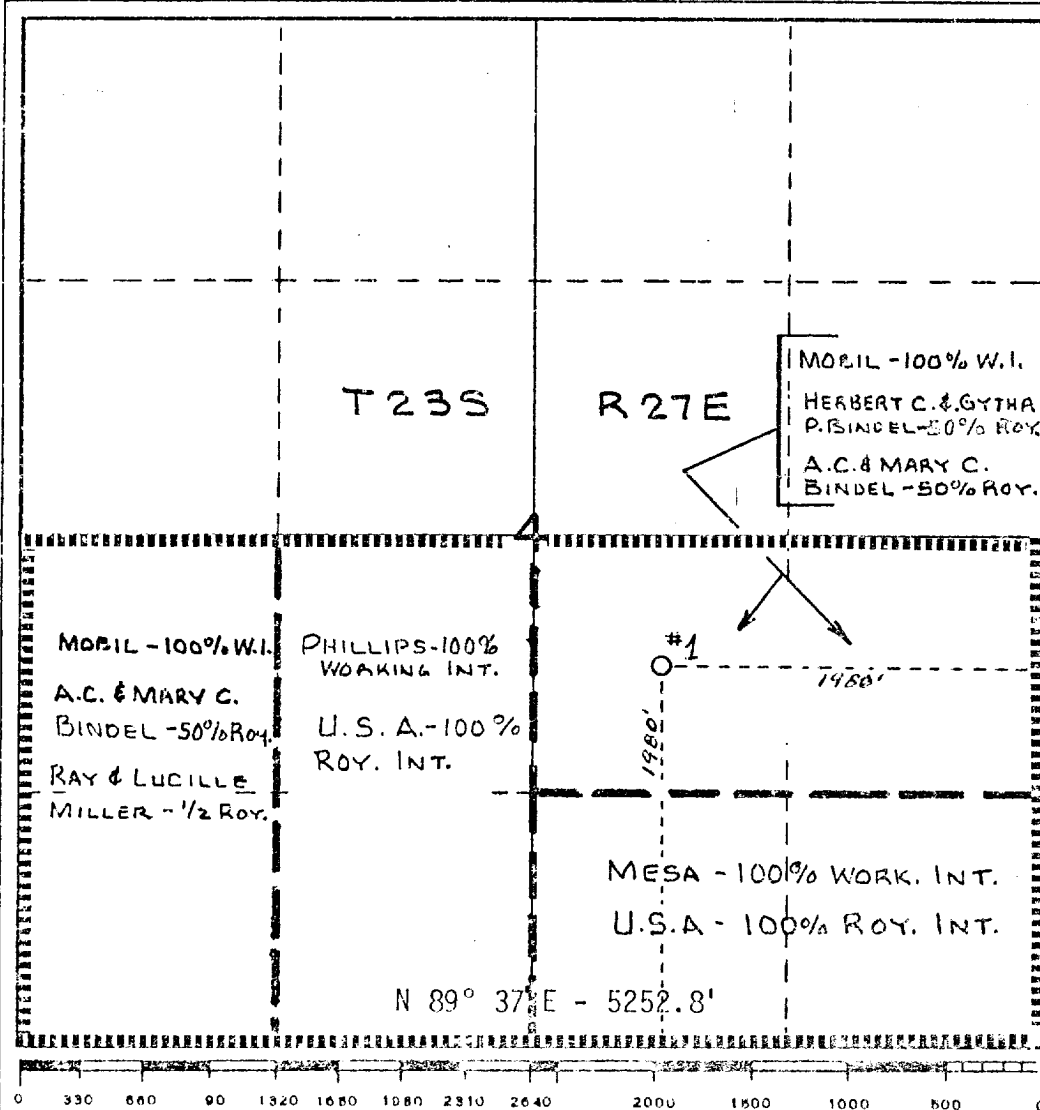 T23S R27E
MOBIL - 100% W.I.
HERBERT C. & GYTHA
P. BINDEL - 50% ROY.
A.C. & MARY C.
BINDEL - 50% ROY.
4
MOBIL - 100% W.I.
A.C. & MARY C.
BINDEL - 50% ROY.
RAY & LUCILLE
MILLER - 1/2 ROY.
PHILLIPS - 100%
WORKING INT.
U.S.A. - 100%
ROY. INT.
#1
1980'
1980'
MESA - 100% WORK. INT.
U.S.A - 100% ROY. INT.
N 89° 37' E - 5252.8'
0 330 660 90 1320 1650 1980 2310 2640 2000 1500 1000 500 0